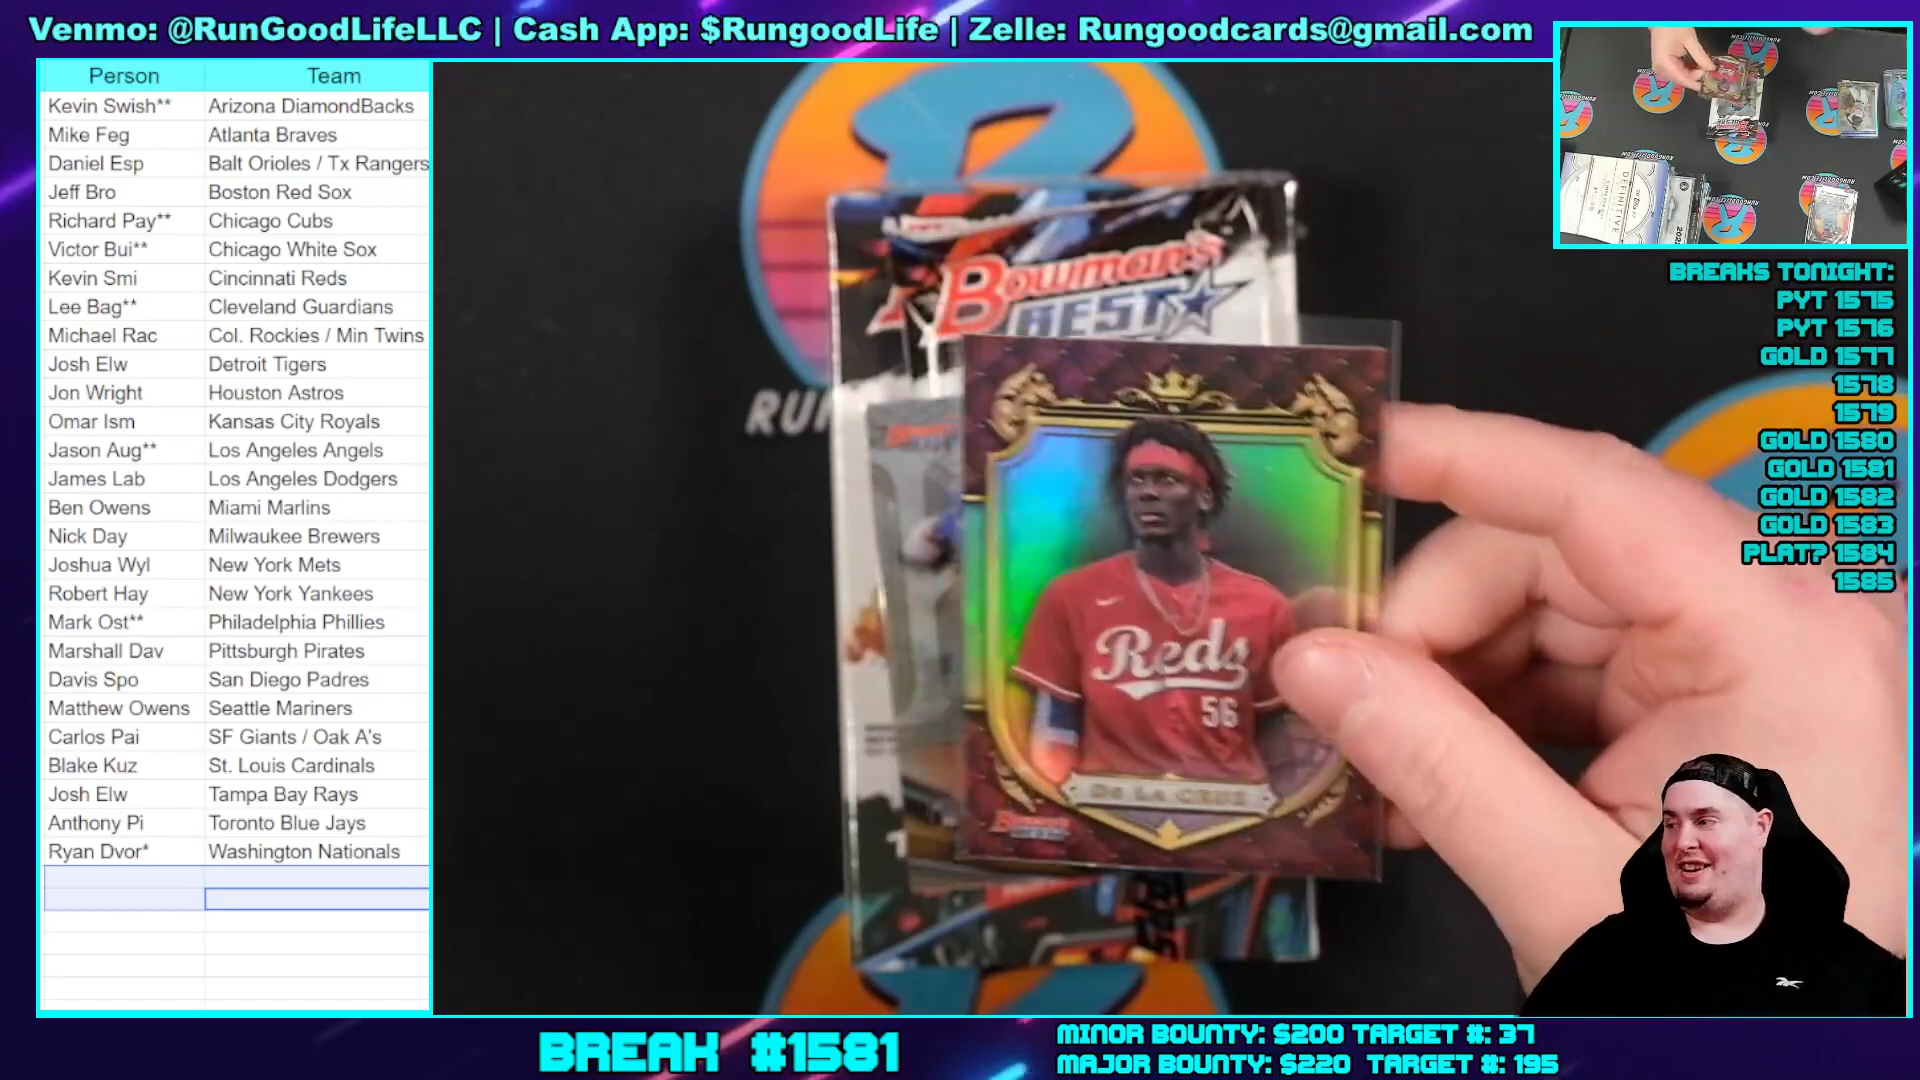 Venmo: @RunGoodLifeLLC | Cash App: $RungoodLife | Zelle: Rungoodcards@gmail.com
Person Team
Kevin Swish** Arizona DiamondBacks
Mike Feg Atlanta Braves
Daniel Esp Balt Orioles / Tx Rangers
Jeff Bro Boston Red Sox
Richard Pay** Chicago Cubs
Victor Bui** Chicago White Sox
Kevin Smi Cincinnati Reds
Lee Bag** Cleveland Guardians
Michael Rac Col. Rockies / Min Twins
Josh Elw Detroit Tigers
Jon Wright Houston Astros
Omar Ism Kansas City Royals
Jason Aug** Los Angeles Angels
James Lab Los Angeles Dodgers
Ben Owens Miami Marlins
Nick Day Milwaukee Brewers
Joshua Wyl New York Mets
Robert Hay New York Yankees
Mark Ost** Philadelphia Phillies
Marshall Dav Pittsburgh Pirates
Davis Spo San Diego Padres
Matthew Owens Seattle Mariners
Carlos Pai SF Giants / Oak A's
Blake Kuz St. Louis Cardinals
Josh Elw Tampa Bay Rays
Anthony Pi Toronto Blue Jays
Ryan Dvor* Washington Nationals
Bowman's
BEST
RUN
Reds
56
De La Cruz
Bowman's
BEST
DEFINITIVE
BREAKS TONIGHT:
PYT 1575
PYT 1576
GOLD 1577
1578
1579
GOLD 1580
GOLD 1581
GOLD 1582
GOLD 1583
PLAT? 1584
1585
BREAK #1581
MINOR BOUNTY: $200 TARGET #: 37
MAJOR BOUNTY: $220 TARGET #: 195